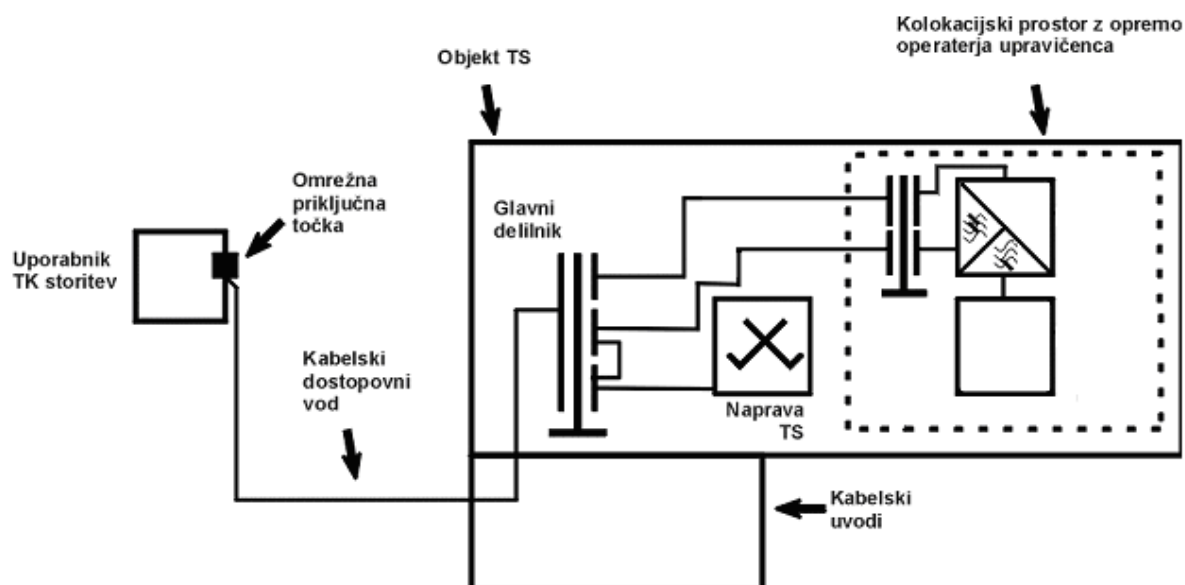 Kolokacijski prostor z opremo
operaterja upravičenca
Objekt TS
Omrežna
priključna
točka
Glavni
delilnik
Uporabnik
TK storitev
Kabelski
dostopovni
vod
Naprava
TS
Kabelski
uvodi